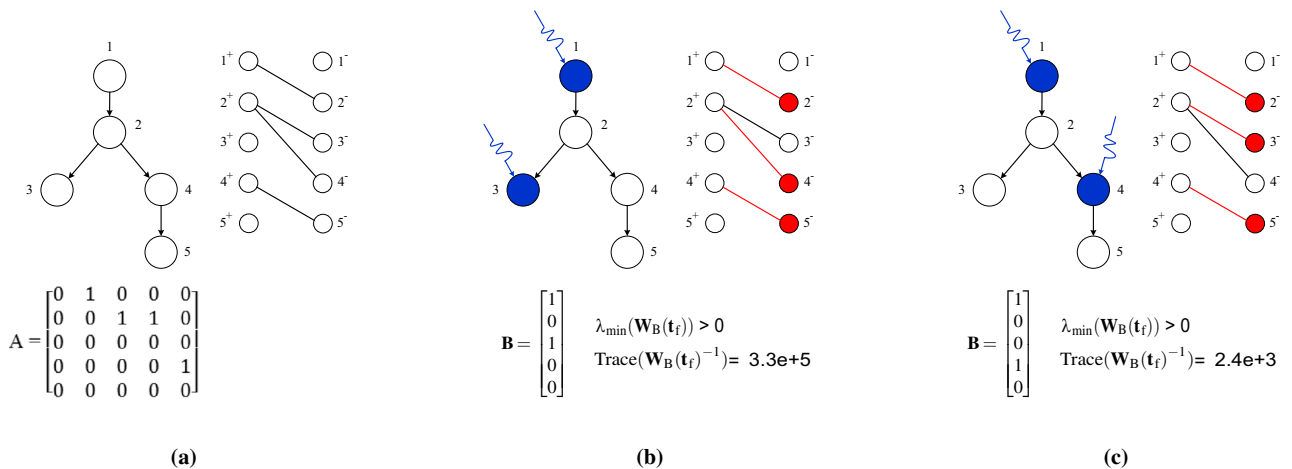 1
2
3
4
5
1+ 1-
2+ 2-
3+ 3-
4+ 4-
5+ 5-
A = [0 1 0 0 0
0 0 1 1 0
0 0 0 0 0
0 0 0 0 1
0 0 0 0 0]
(a)
1
2
3
4
5
1+ 1-
2+ 2-
3+ 3-
4+ 4-
5+ 5-
B = [1
0
1
0
0]
λmin(WB(tf)) > 0
Trace(WB(tf)−1)= 3.3e+5
(b)
1
2
3
4
5
1+ 1-
2+ 2-
3+ 3-
4+ 4-
5+ 5-
B = [1
0
0
1
0]
λmin(WB(tf)) > 0
Trace(WB(tf)−1)= 2.4e+3
(c)